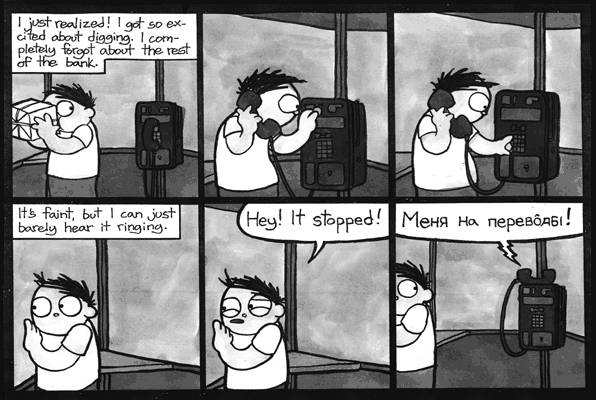 I just realized! I got so ex-
cited about digging. I com-
pletely forgot about the rest
of the bank.
It's faint, but I can just
barely hear it ringing.
Hey! It stopped!
Меня на перевôдбі!